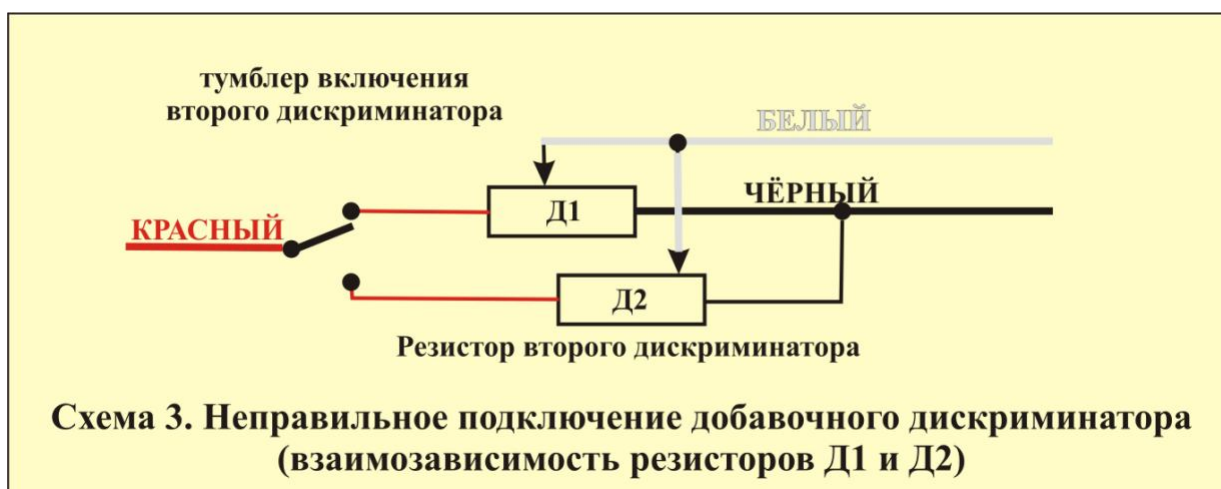 тумблер включения
второго дискриминатора
БЕЛЫЙ
ЧЁРНЫЙ
Д1
КРАСНЫЙ
Д2
Резистор второго дискриминатора
Схема 3. Неправильное подключение добавочного дискриминатора
(взаимозависимость резисторов Д1 и Д2)